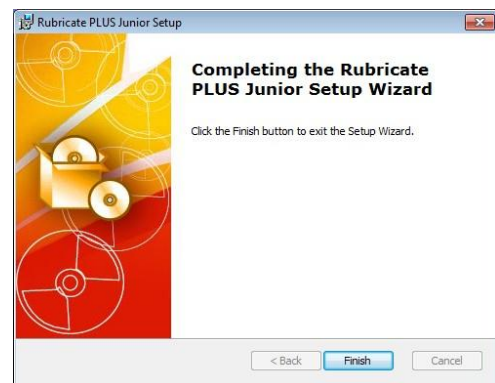 Rubricate PLUS Junior Setup
Completing the Rubricate
PLUS Junior Setup Wizard
Click the Finish button to exit the Setup Wizard.
< Back Finish Cancel